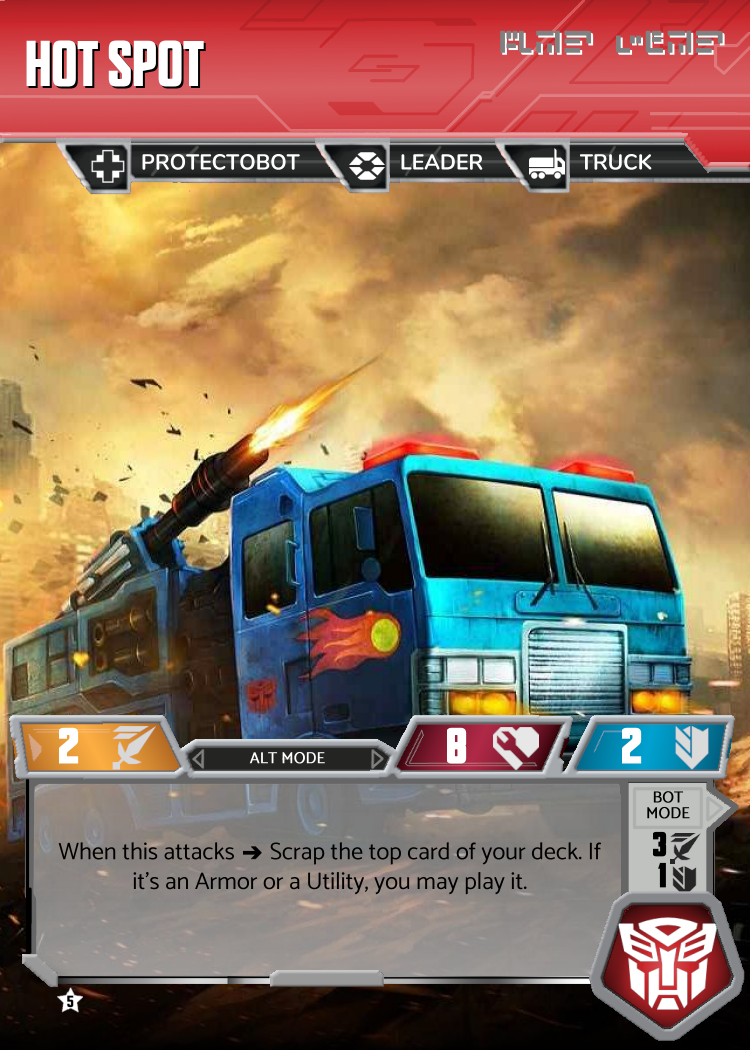 HOT SPOT
PROTECTOBOT LEADER TRUCK
2 ALT MODE 8 2
BOT
MODE
3
1
When this attacks ➔ Scrap the top card of your deck. If
it's an Armor or a Utility, you may play it.
5